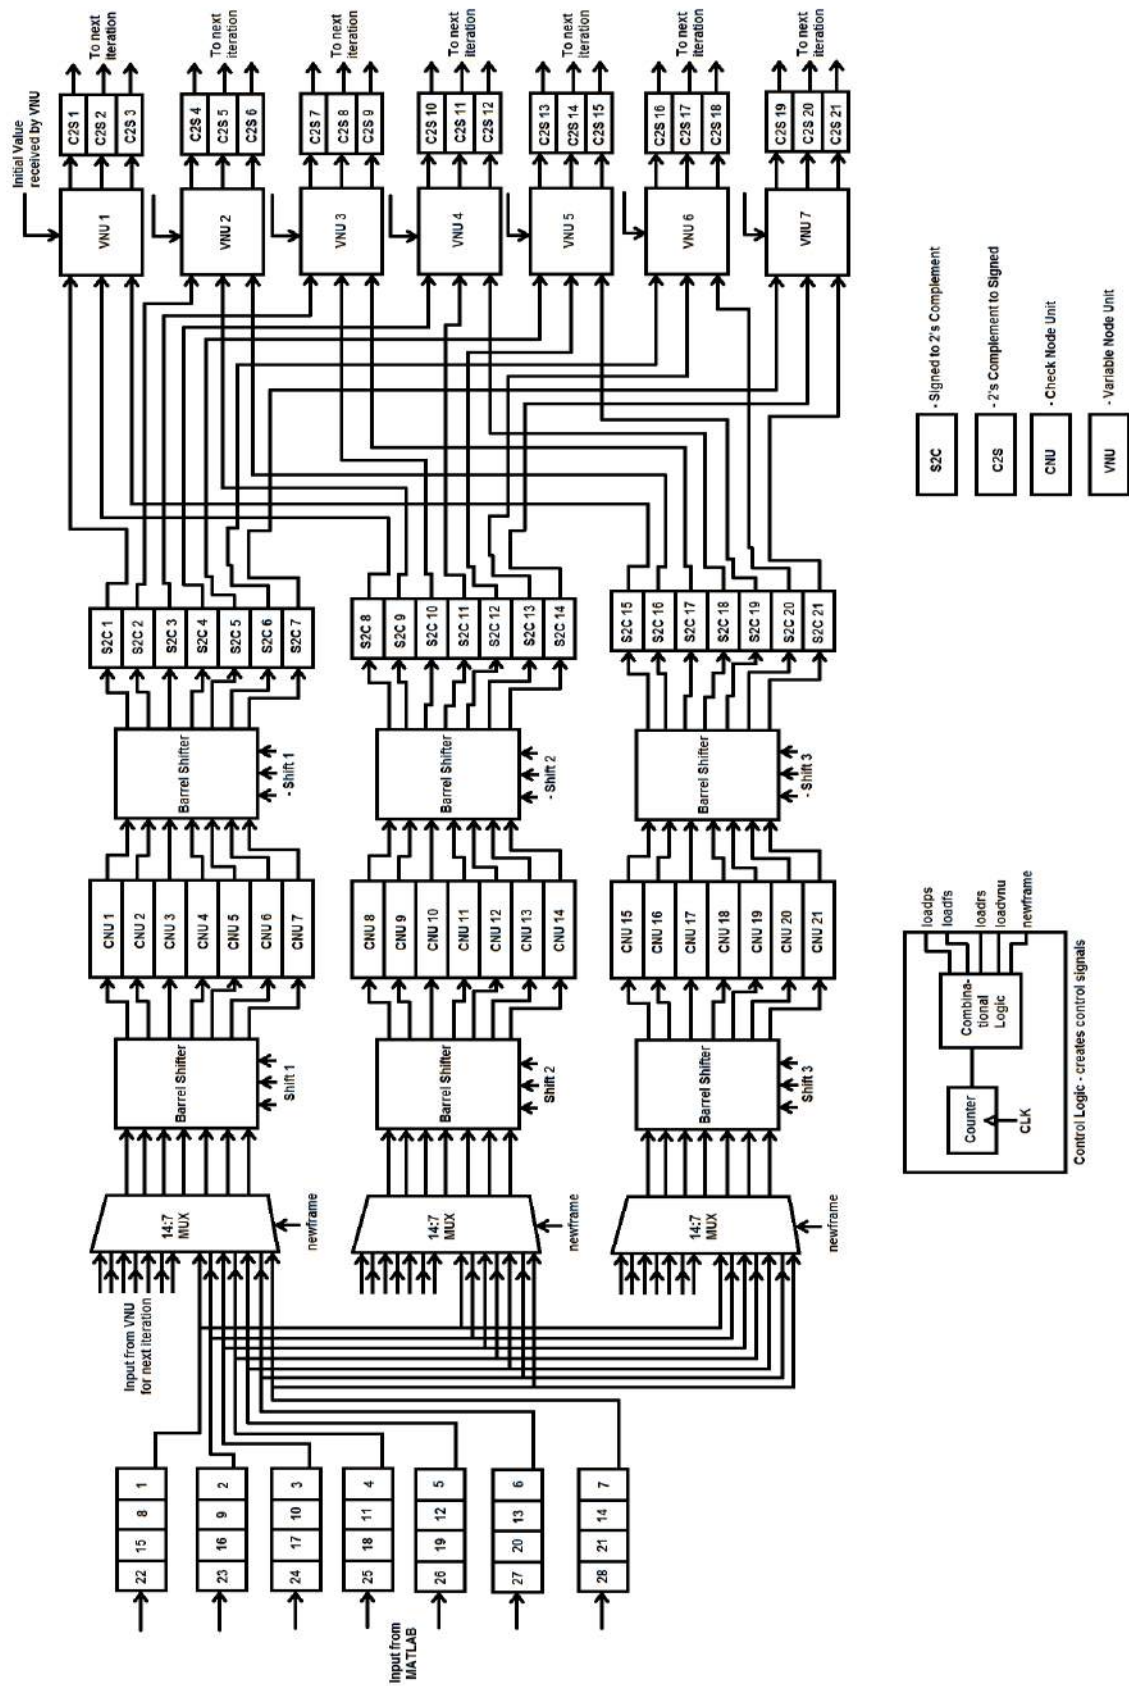 Input from
MATLAB
22 15 8 1
23 16 9 2
24 17 10 3
25 18 11 4
26 19 12 5
27 20 13 6
28 21 14 7
Input from VNU
for next iteration
14:7
MUX
newframe
14:7
MUX
newframe
14:7
MUX
newframe
Barrel Shifter
Shift 1
Barrel Shifter
Shift 2
Barrel Shifter
Shift 3
CNU 1
CNU 2
CNU 3
CNU 4
CNU 5
CNU 6
CNU 7
CNU 8
CNU 9
CNU 10
CNU 11
CNU 12
CNU 13
CNU 14
CNU 15
CNU 16
CNU 17
CNU 18
CNU 19
CNU 20
CNU 21
Barrel Shifter
- Shift 1
Barrel Shifter
- Shift 2
Barrel Shifter
- Shift 3
S2C 1
S2C 2
S2C 3
S2C 4
S2C 5
S2C 6
S2C 7
S2C 8
S2C 9
S2C 10
S2C 11
S2C 12
S2C 13
S2C 14
S2C 15
S2C 16
S2C 17
S2C 18
S2C 19
S2C 20
S2C 21
Initial Value
received by VNU
VNU 1
VNU 2
VNU 3
VNU 4
VNU 5
VNU 6
VNU 7
C2S 1
C2S 2
C2S 3
To next
iteration
C2S 4
C2S 5
C2S 6
To next
iteration
C2S 7
C2S 8
C2S 9
To next
iteration
C2S 10
C2S 11
C2S 12
To next
iteration
C2S 13
C2S 14
C2S 15
To next
iteration
C2S 16
C2S 17
C2S 18
To next
iteration
C2S 19
C2S 20
C2S 21
To next
iteration
Counter
CLK
Combina-
tional
Logic
loadps
loadfs
loadrs
loadvnu
newframe
Control Logic - creates control signals
S2C - Signed to 2's Complement
C2S - 2's Complement to Signed
CNU - Check Node Unit
VNU - Variable Node Unit